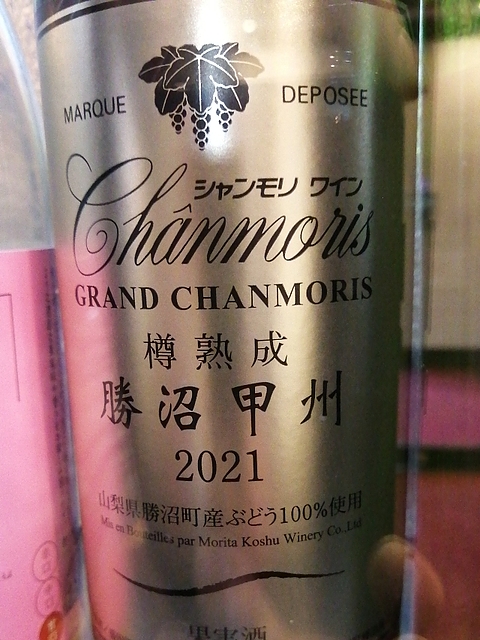 MARQUE DEPOSEE
シャンモリ ワイン
Chânmoris
GRAND CHANMORIS
樽熟成
勝沼甲州
2021
山梨県勝沼町産ぶどう100%使用
Mis en Bouteilles par Morita Koshu Winery Co.,Ltd
果実酒